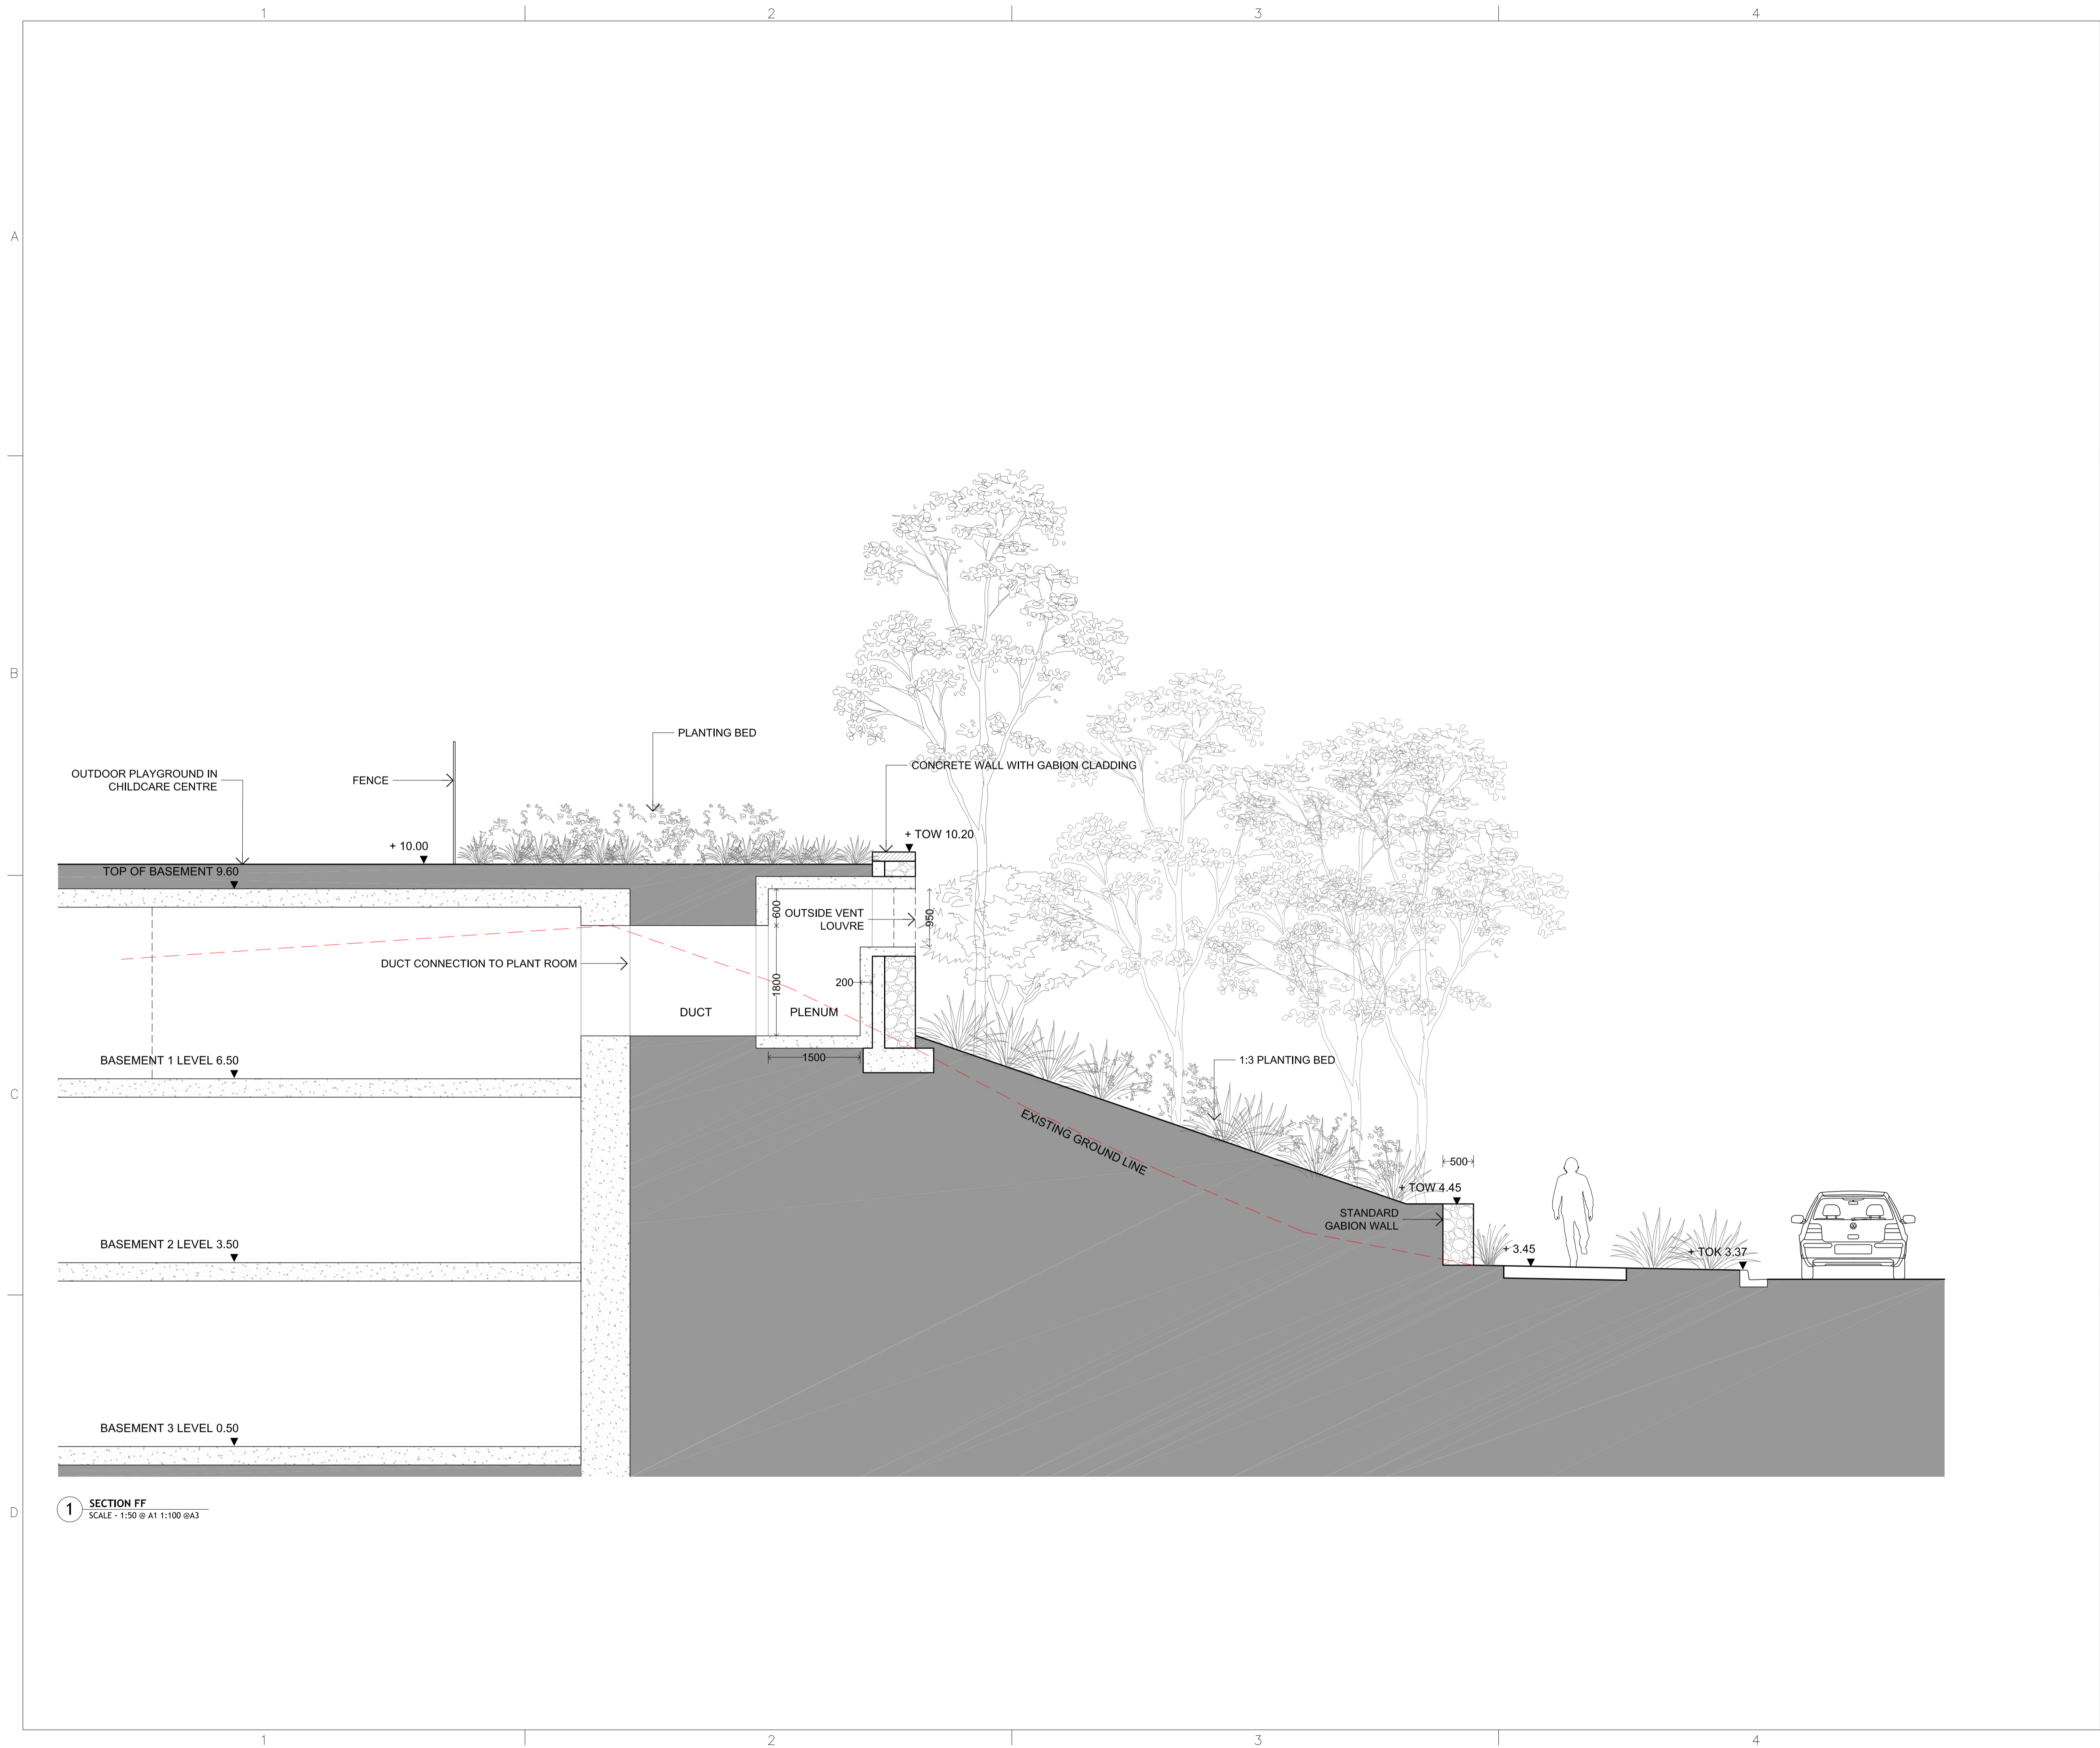 1
2
3
4
A
B
C
D
PLANTING BED
OUTDOOR PLAYGROUND IN
CHILDCARE CENTRE
FENCE
CONCRETE WALL WITH GABION CLADDING
+ TOW 10.20
+ 10.00
TOP OF BASEMENT 9.60
600
OUTSIDE VENT
LOUVRE
950
DUCT CONNECTION TO PLANT ROOM
1800
200
DUCT
PLENUM
1500
BASEMENT 1 LEVEL 6.50
1:3 PLANTING BED
EXISTING GROUND LINE
500
+ TOW 4.45
STANDARD
GABION WALL
BASEMENT 2 LEVEL 3.50
+ 3.45
+ TOK 3.37
BASEMENT 3 LEVEL 0.50
1
SECTION FF
SCALE - 1:50 @ A1 1:100 @A3
1
2
3
4